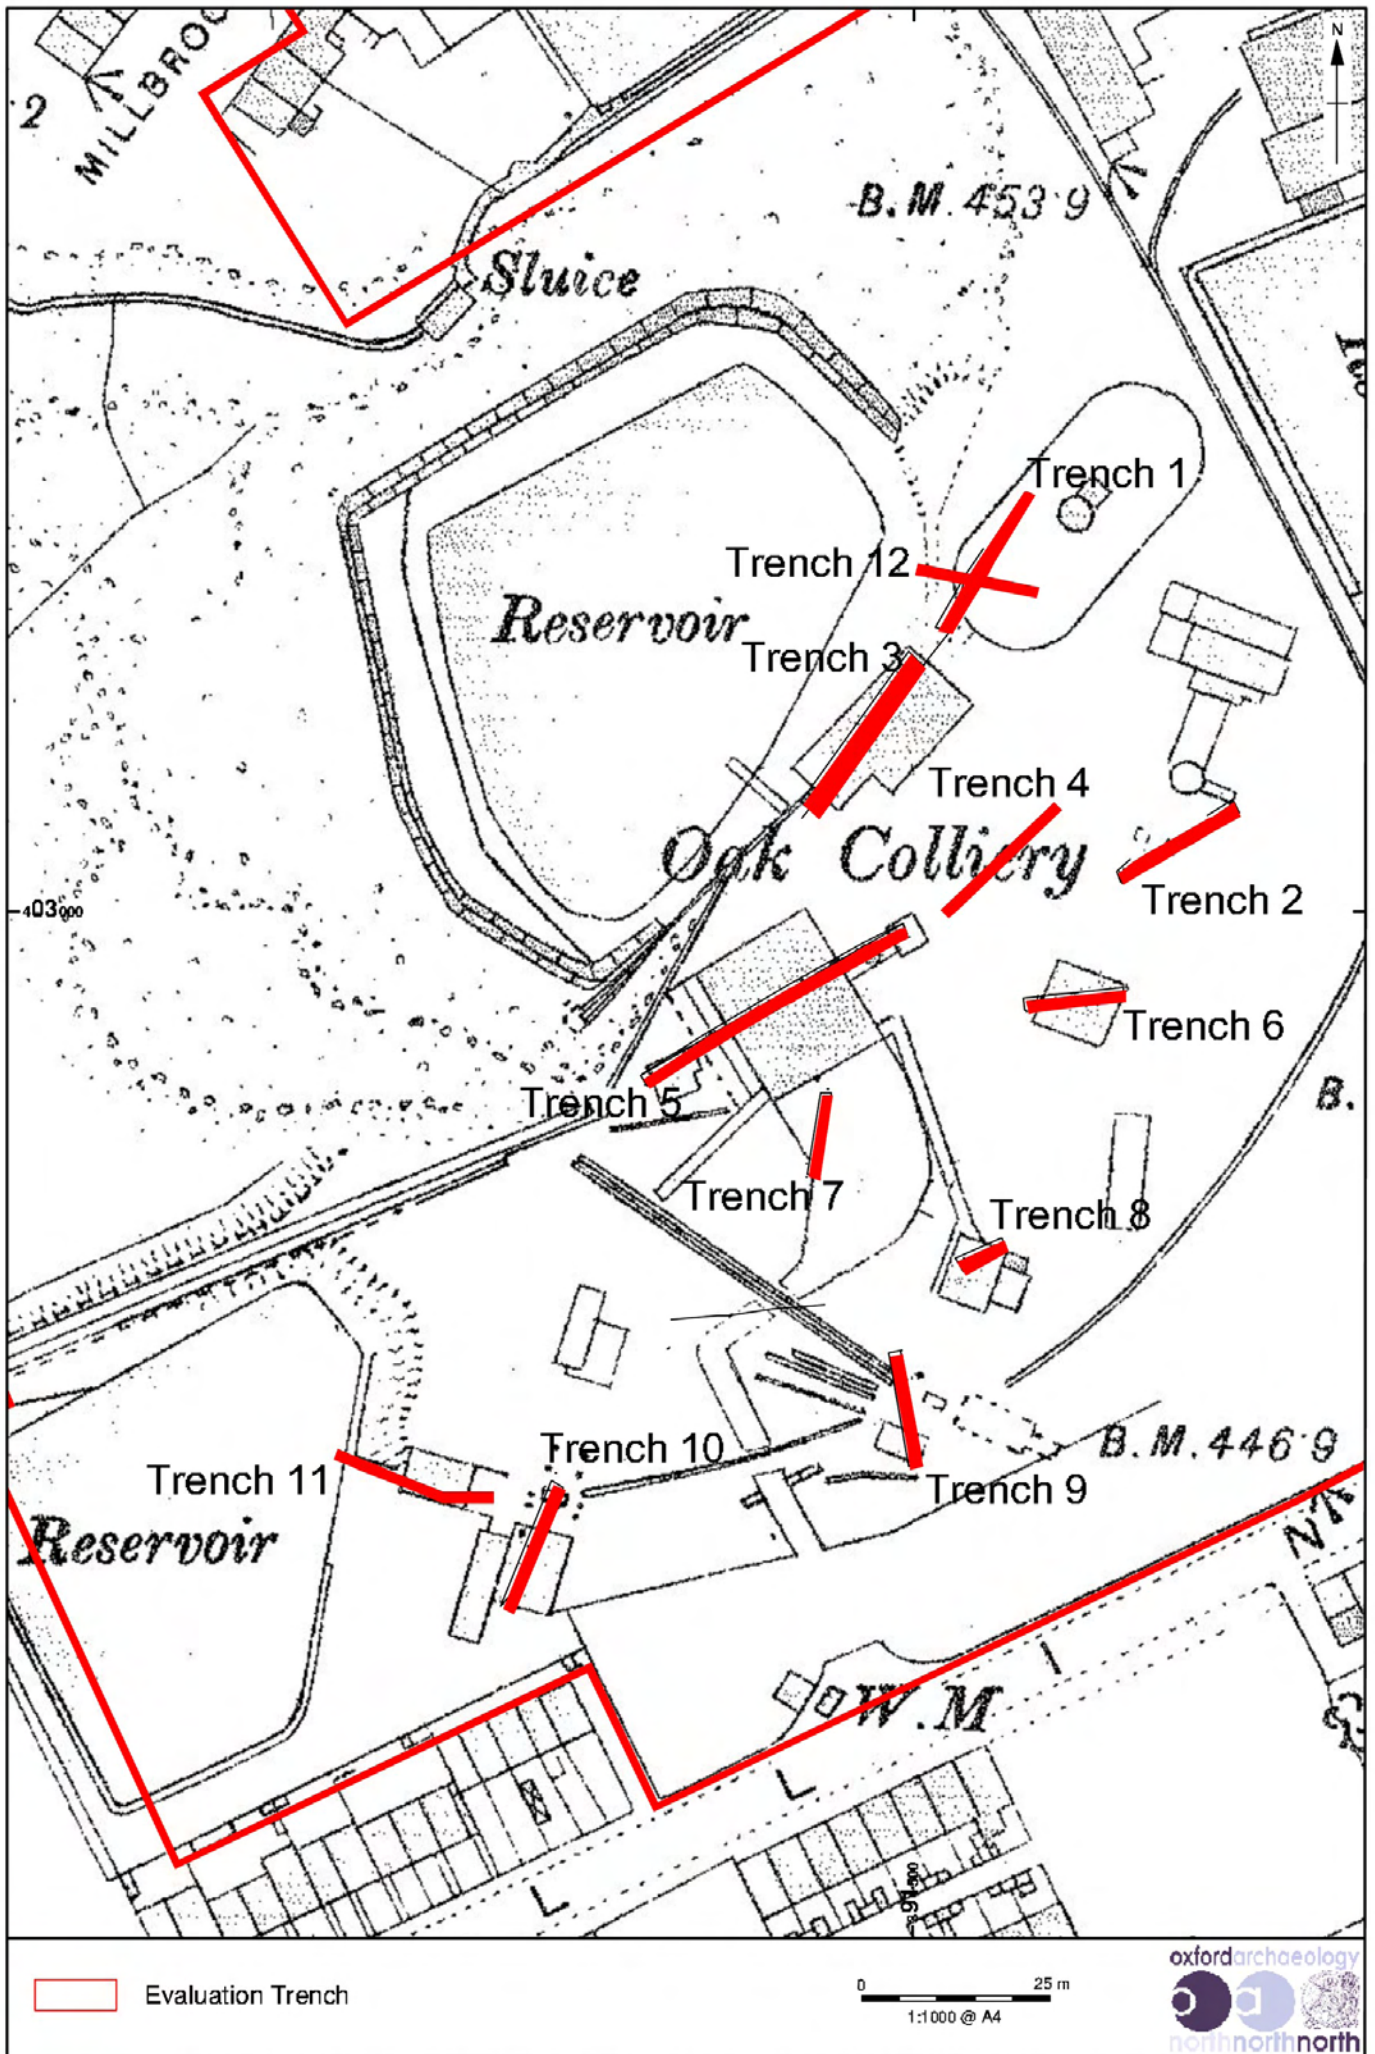 N
MILLBROO
2
B.M. 453·9
Sluice
Trench 1
Trench 12
Reservoir
Trench 3
Trench 4
Oak Colliery
Trench 2
403000
Trench 6
B.
Trench 5
Trench 7
Trench 8
B.M. 446·9
Trench 10
Trench 11
Trench 9
Reservoir
W.M
I
L
L
Evaluation Trench
0 25 m
1:1000 @ A4
oxfordarchaeology
northnorthnorth